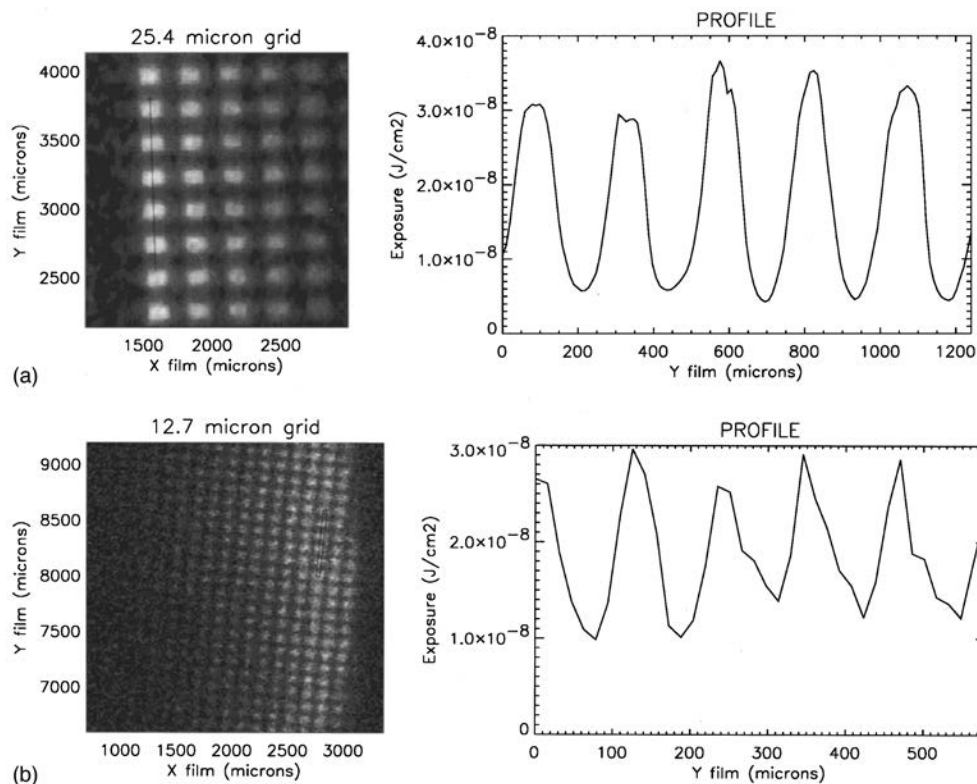 25.4 micron grid
4000
3500
3000
2500
Y film (microns)
1500 2000 2500
X film (microns)
(a)
PROFILE
4.0×10-8
3.0×10-8
2.0×10-8
1.0×10-8
0
Exposure (J/cm2)
0 200 400 600 800 1000 1200
Y film (microns)
12.7 micron grid
9000
8500
8000
7500
7000
Y film (microns)
1000 1500 2000 2500 3000
X film (microns)
(b)
PROFILE
3.0×10-8
2.0×10-8
1.0×10-8
0
Exposure (J/cm2)
0 100 200 300 400 500
Y film (microns)